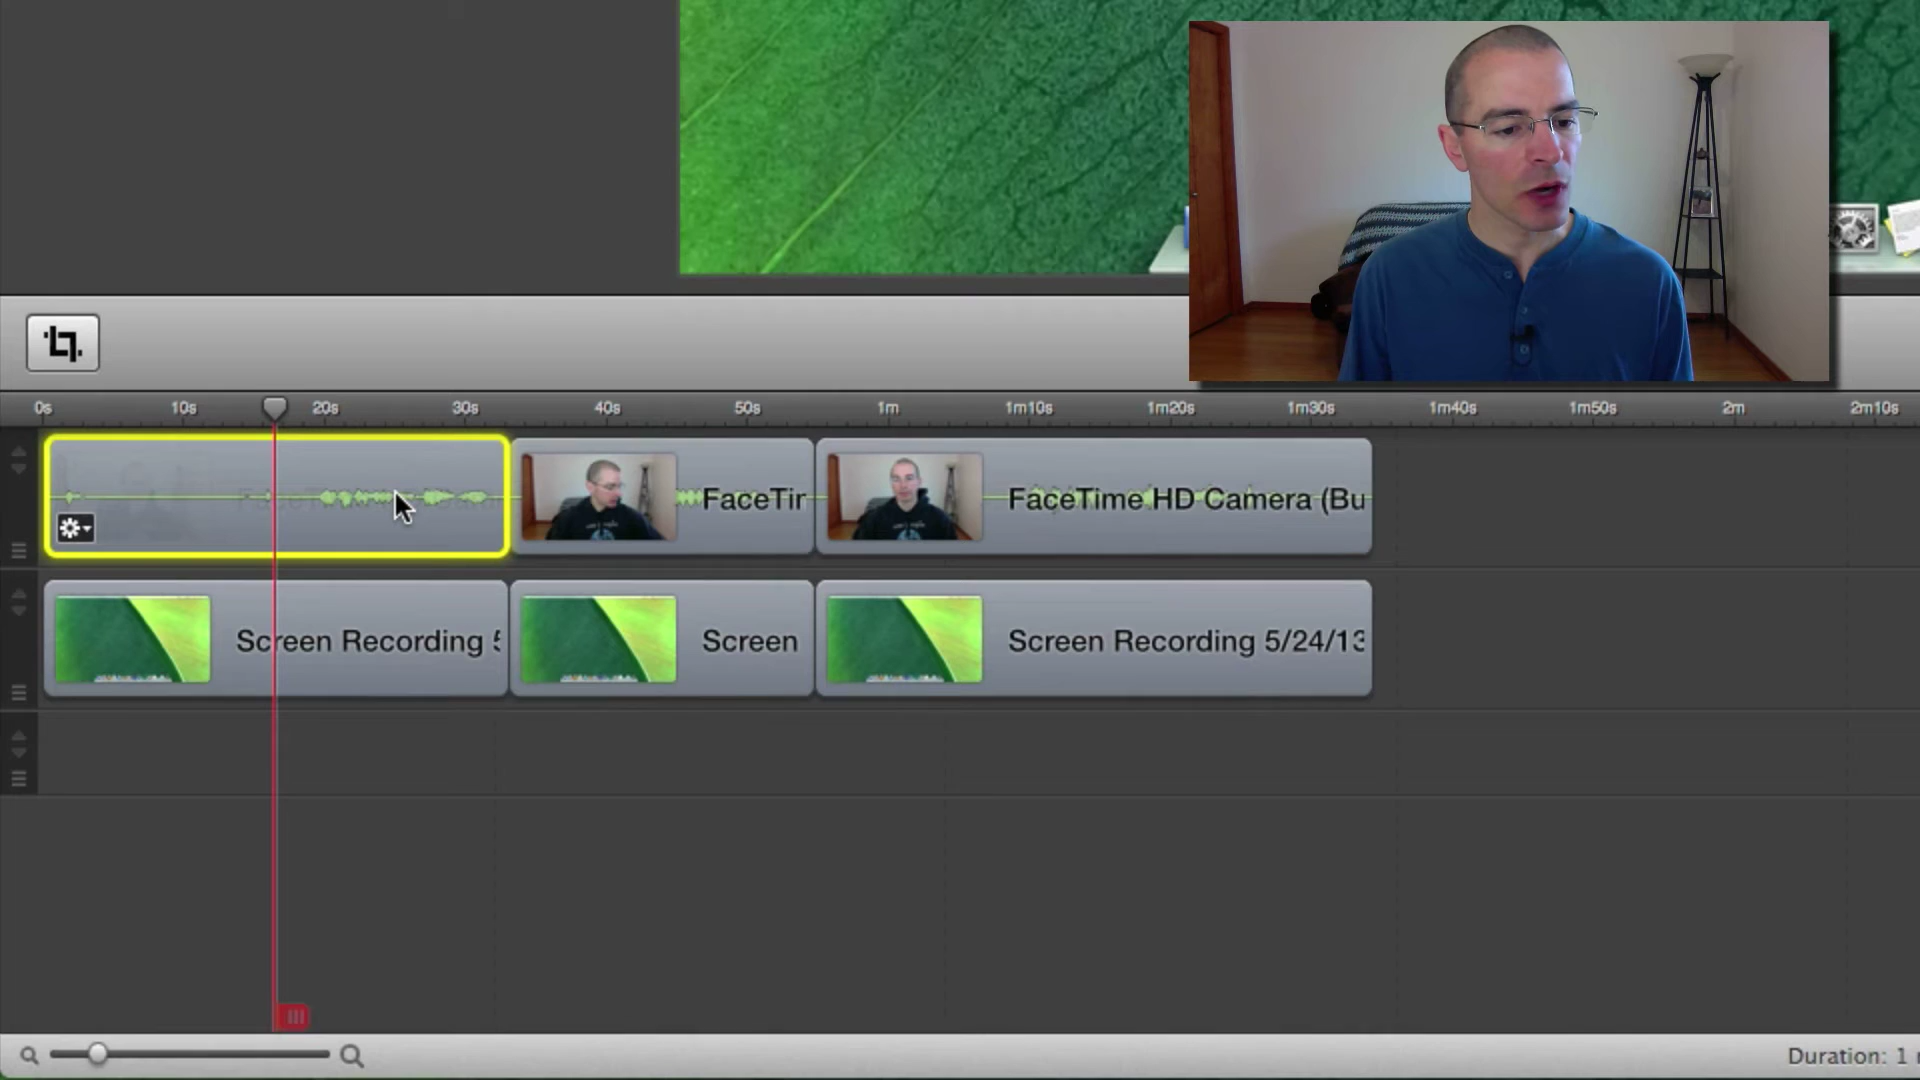 0s 10s 20s 30s 40s 50s 1m 1m10s 1m20s 1m30s 1m40s 1m50s 2m 2m10s
FaceTir FaceTime HD Camera (Bu
Screen Recording 5 Screen Screen Recording 5/24/13
Duration: 1